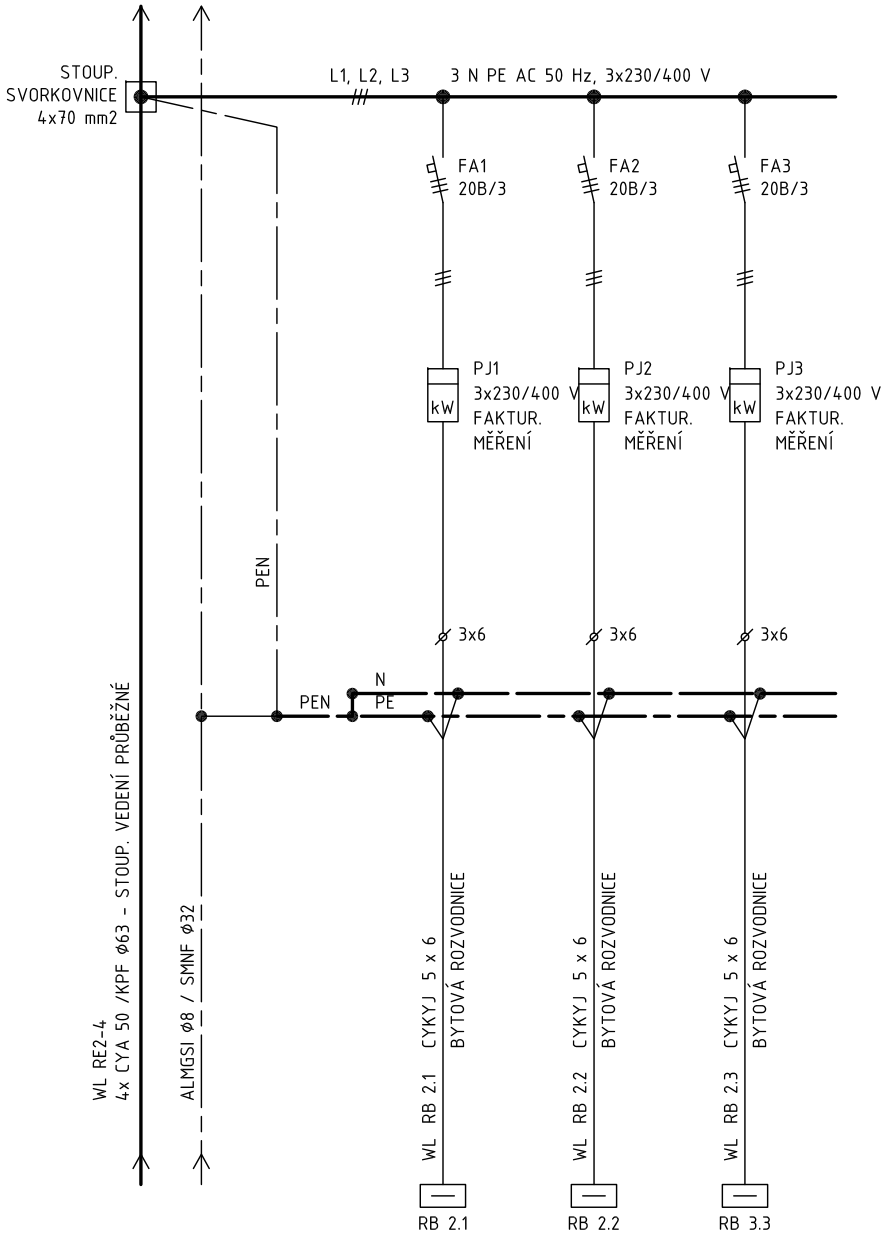 STOUP.
SVORKOVNICE
4x70 mm2
L1, L2, L3
3 N PE AC 50 Hz, 3x230/400 V
FA1
20B/3
FA2
20B/3
FA3
20B/3
PJ1
3x230/400 V
FAKTUR.
MĚŘENÍ
kW
PJ2
3x230/400 V
FAKTUR.
MĚŘENÍ
kW
PJ3
3x230/400 V
FAKTUR.
MĚŘENÍ
kW
PEN
3x6
3x6
3x6
N
PEN
PE
WL RE2-4
4x CYA 50 /KPF ø63 - STOUP. VEDENÍ PRŮBĚŽNÉ
ALMGSI ø8 / SMNF ø32
WL RB 2.1 CYKYJ 5 x 6
BYTOVÁ ROZVODNICE
WL RB 2.2 CYKYJ 5 x 6
BYTOVÁ ROZVODNICE
WL RB 2.3 CYKYJ 5 x 6
BYTOVÁ ROZVODNICE
RB 2.1
RB 2.2
RB 3.3